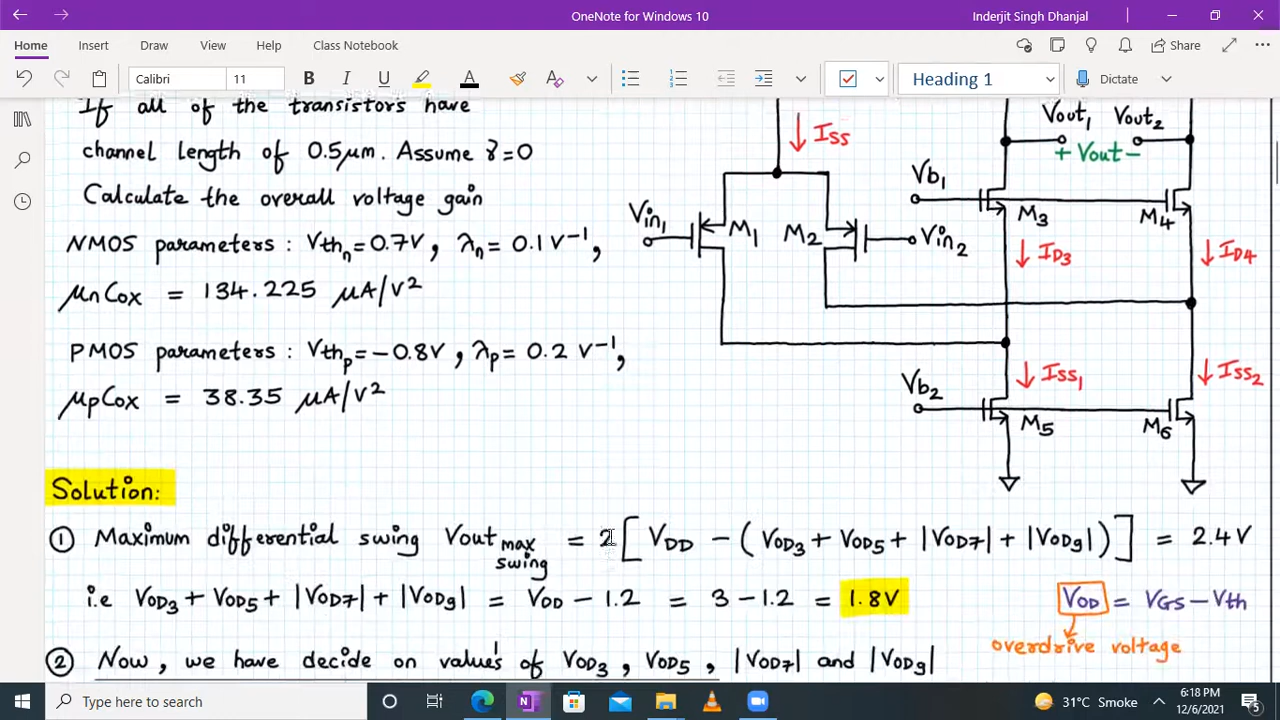 OneNote for Windows 10
Inderjit Singh Dhanjal
Home Insert Draw View Help Class Notebook Share
Calibri 11 B I U A Heading 1 Dictate
If all of the transistors have
channel length of 0.5μm. Assume γ=0
Calculate the overall voltage gain
NMOS parameters : Vthn = 0.7V, λn = 0.1 V⁻¹,
μnCox = 134.225 μA/V²
PMOS parameters : Vthp = -0.8V, λp = 0.2 V⁻¹,
μpCox = 38.35 μA/V²
ISS
Vout1 Vout2
+ Vout -
Vb1
Vin1 M1 M2 Vin2
M3 M4
ID3 ID4
ISS1 ISS2
Vb2
M5 M6
Solution:
① Maximum differential swing Vout max swing = 2[VDD - (VOD3 + VOD5 + |VOD7| + |VOD9|)] = 2.4 V
i.e VOD3 + VOD5 + |VOD7| + |VOD9| = VDD - 1.2 = 3 - 1.2 = 1.8V
VOD = VGS - Vth
overdrive voltage
② Now, we have decide on values of VOD3, VOD5, |VOD7| and |VOD9|
Type here to search
31°C Smoke
6:18 PM
12/6/2021
5